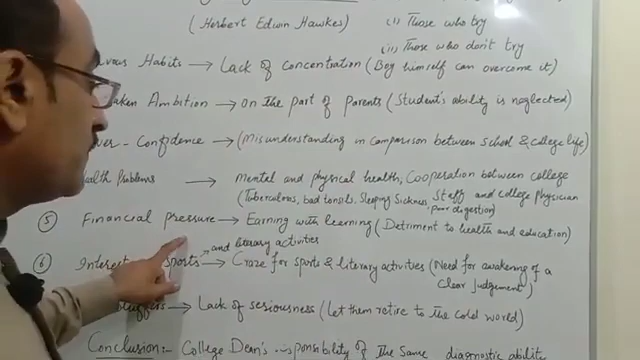 (Herbert Edwin Hawkes) (i) Those who try
(ii) Those who don't try
Habits → Lack of concentration (Boy himself can overcome it)
Ambition → on the part of Parents (Student's ability is neglected)
Confidence → (Misunderstanding in comparison between school & college life)
Problems → Mental and physical health, Cooperation between college
(Tuberculous, bad tonsils, Sleeping Sickness, Staff and college physician
Poor digestion)
(5) Financial pressure → Earning with learning (Detriment to health and education)
and literary activities
(6) sports → Craze for sports & literary activities (Need for awaking of a
clear judgement)
→ Lack of seriousness (Let them retire to the cold world)
Conclusion:- College Dean's of the same diagnostic ability